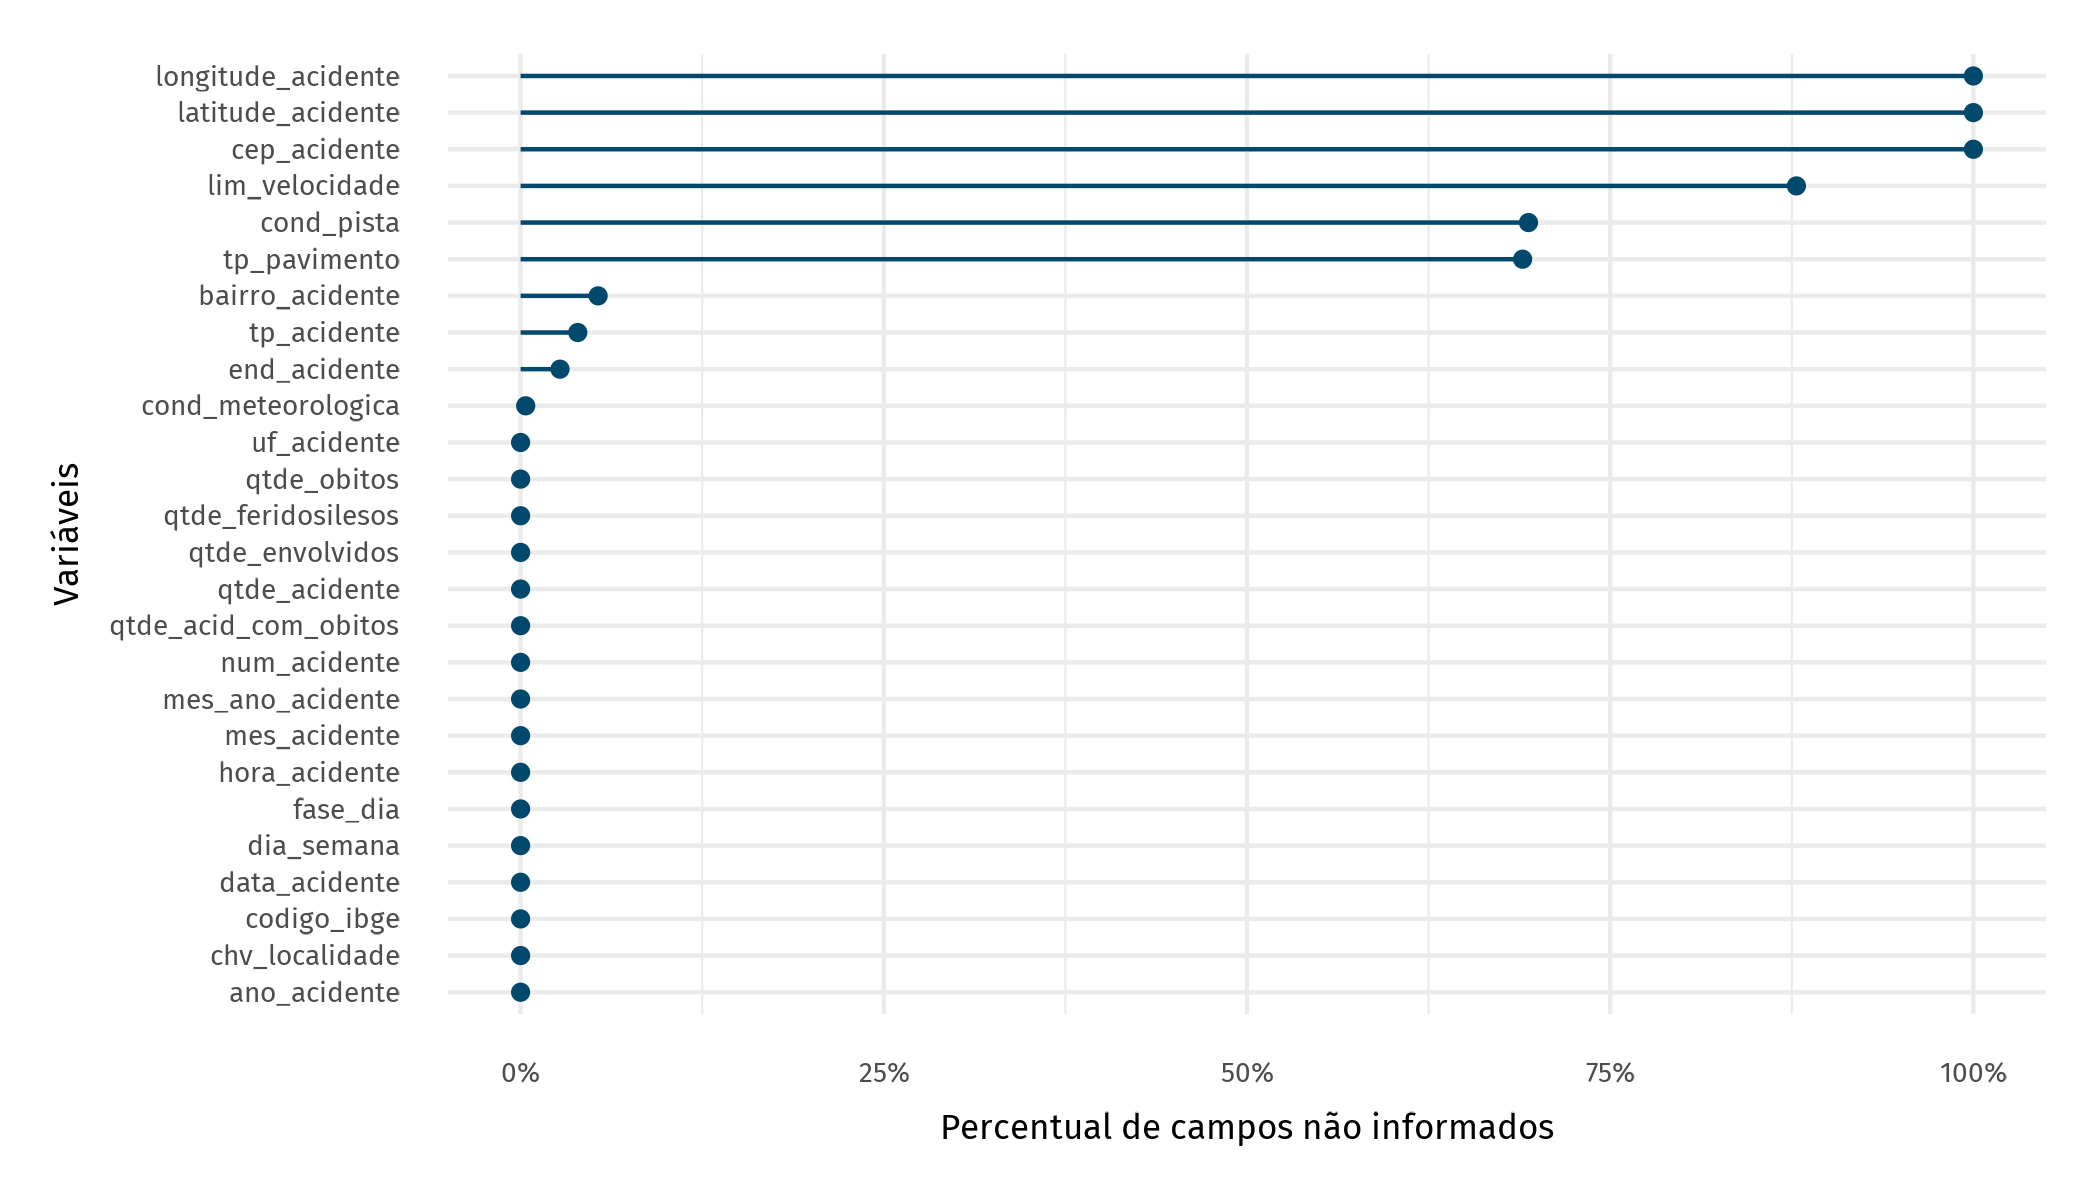 longitude_acidente
latitude_acidente
cep_acidente
lim_velocidade
cond_pista
tp_pavimento
bairro_acidente
tp_acidente
end_acidente
cond_meteorologica
uf_acidente
qtde_obitos
qtde_feridosilesos
qtde_envolvidos
qtde_acidente
qtde_acid_com_obitos
num_acidente
mes_ano_acidente
mes_acidente
hora_acidente
fase_dia
dia_semana
data_acidente
codigo_ibge
chv_localidade
ano_acidente
Variáveis
0% 25% 50% 75% 100%
Percentual de campos não informados